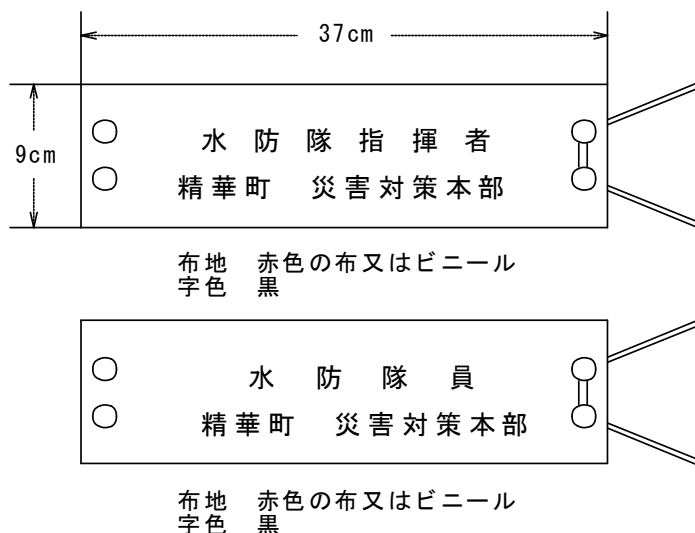 37cm
9cm
水防隊指揮者
精華町　災害対策本部
布地　赤色の布又はビニール
字色　黒
水防隊員
精華町　災害対策本部
布地　赤色の布又はビニール
字色　黒